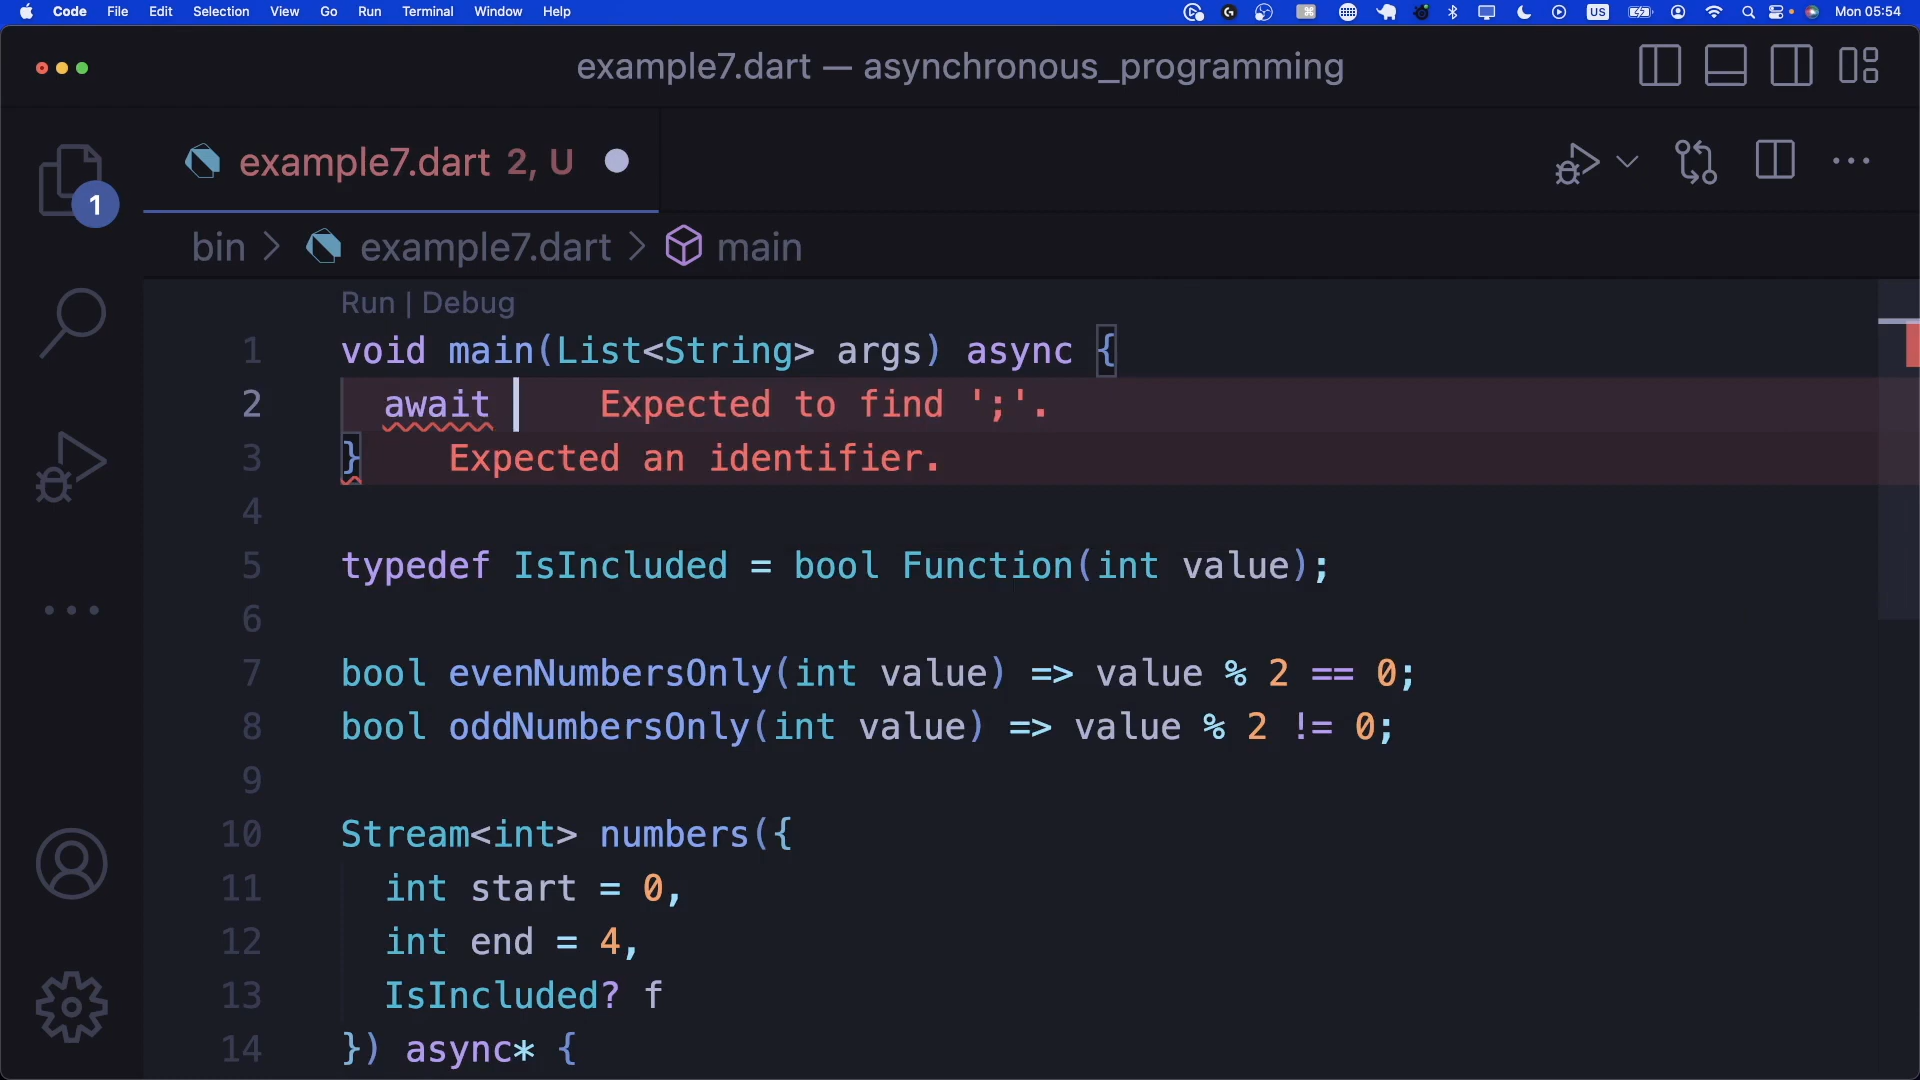 Code File Edit Selection View Go Run Terminal Window Help US Mon 05:54
example7.dart — asynchronous_programming
example7.dart 2, U
1
bin > example7.dart > main
Run | Debug
1 void main(List<String> args) async {
2 await Expected to find ';'.
3 } Expected an identifier.
4
5 typedef IsIncluded = bool Function(int value);
6
7 bool evenNumbersOnly(int value) => value % 2 == 0;
8 bool oddNumbersOnly(int value) => value % 2 != 0;
9
10 Stream<int> numbers({
11 int start = 0,
12 int end = 4,
13 IsIncluded? f
14 }) async* {